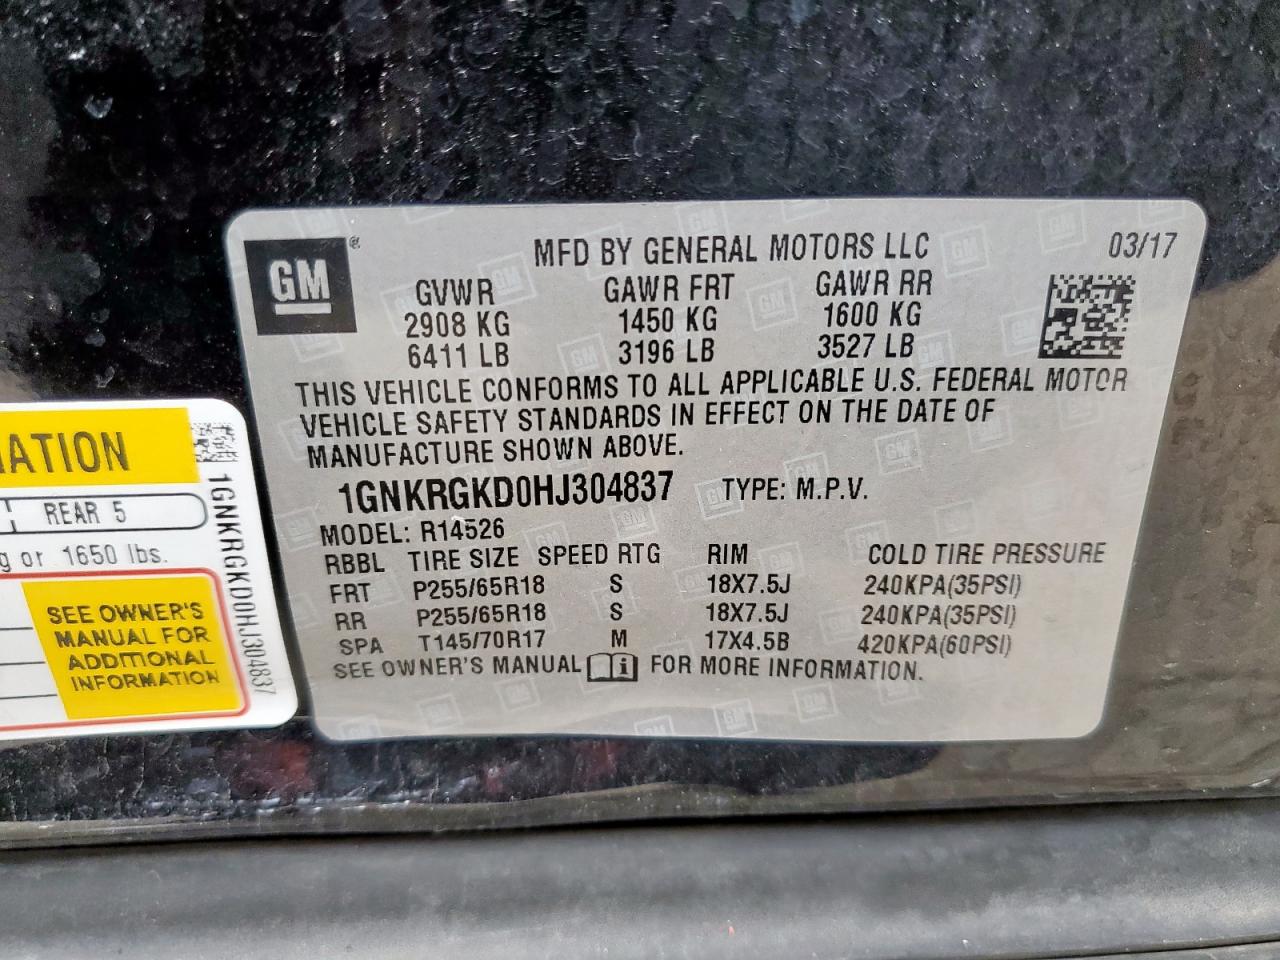 GM ®
MFD BY GENERAL MOTORS LLC 03/17
GVWR GAWR FRT GAWR RR
2908 KG 1450 KG 1600 KG
6411 LB 3196 LB 3527 LB
THIS VEHICLE CONFORMS TO ALL APPLICABLE U.S. FEDERAL MOTOR
VEHICLE SAFETY STANDARDS IN EFFECT ON THE DATE OF
MANUFACTURE SHOWN ABOVE.
1GNKRGKD0HJ304837 TYPE: M.P.V.
MODEL: R14526
RBBL TIRE SIZE SPEED RTG RIM COLD TIRE PRESSURE
FRT P255/65R18 S 18X7.5J 240KPA(35PSI)
RR P255/65R18 S 18X7.5J 240KPA(35PSI)
SPA T145/70R17 M 17X4.5B 420KPA(60PSI)
SEE OWNER'S MANUAL i FOR MORE INFORMATION.
REAR 5
or 1650 lbs.
SEE OWNER'S
MANUAL FOR
ADDITIONAL
INFORMATION
1GNKRGKD0HJ304837